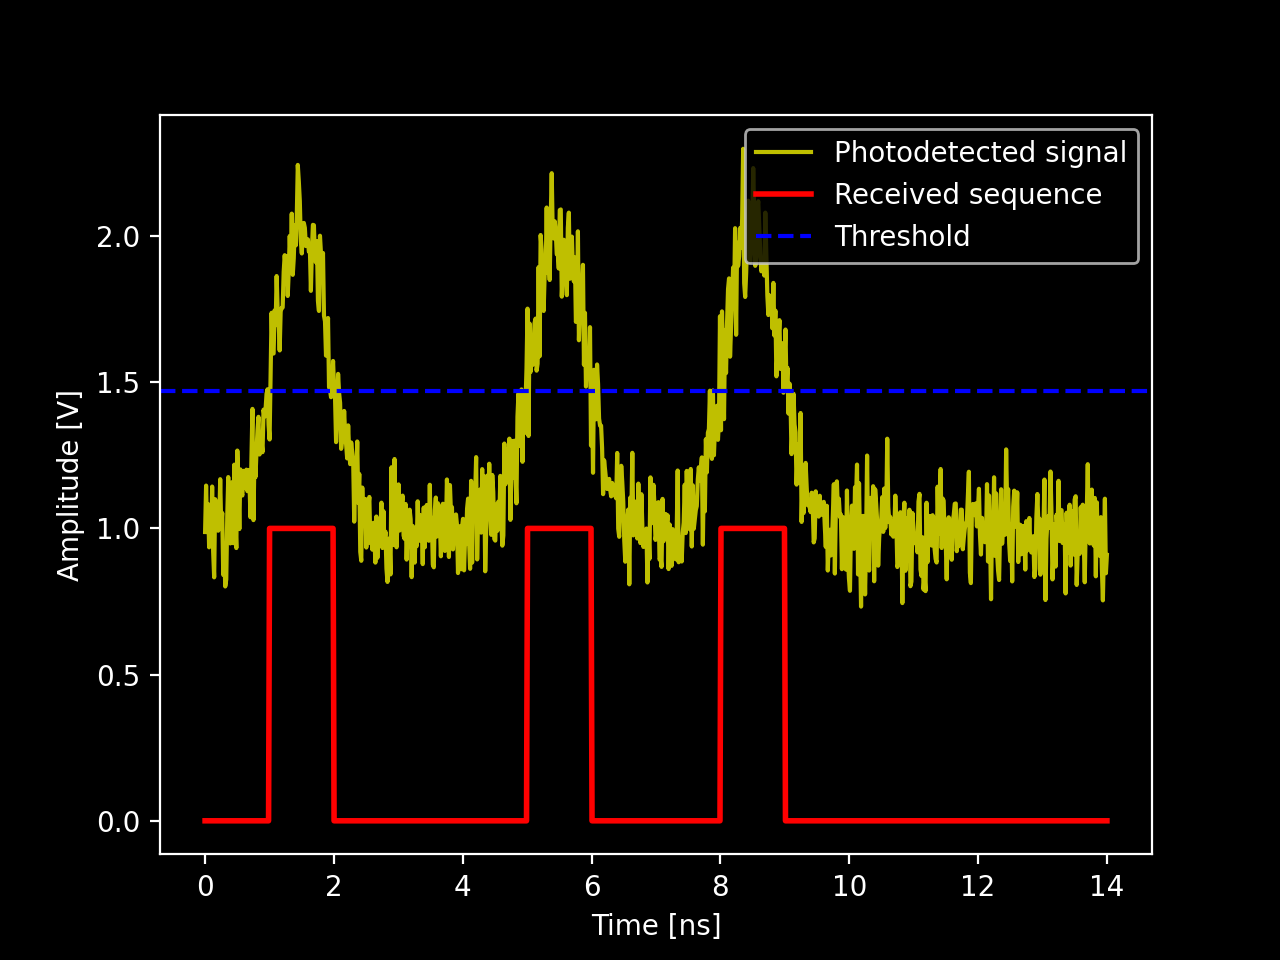 Photodetected signal
Received sequence
Threshold
Amplitude [V]
2.0
1.5
1.0
0.5
0.0
0 2 4 6 8 10 12 14
Time [ns]